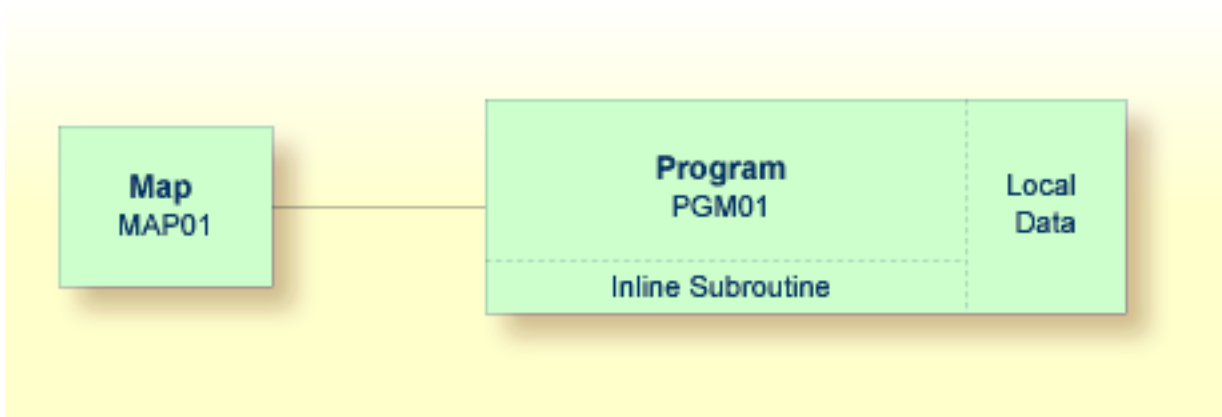 Map
MAP01
Program
PGM01
Inline Subroutine
Local
Data